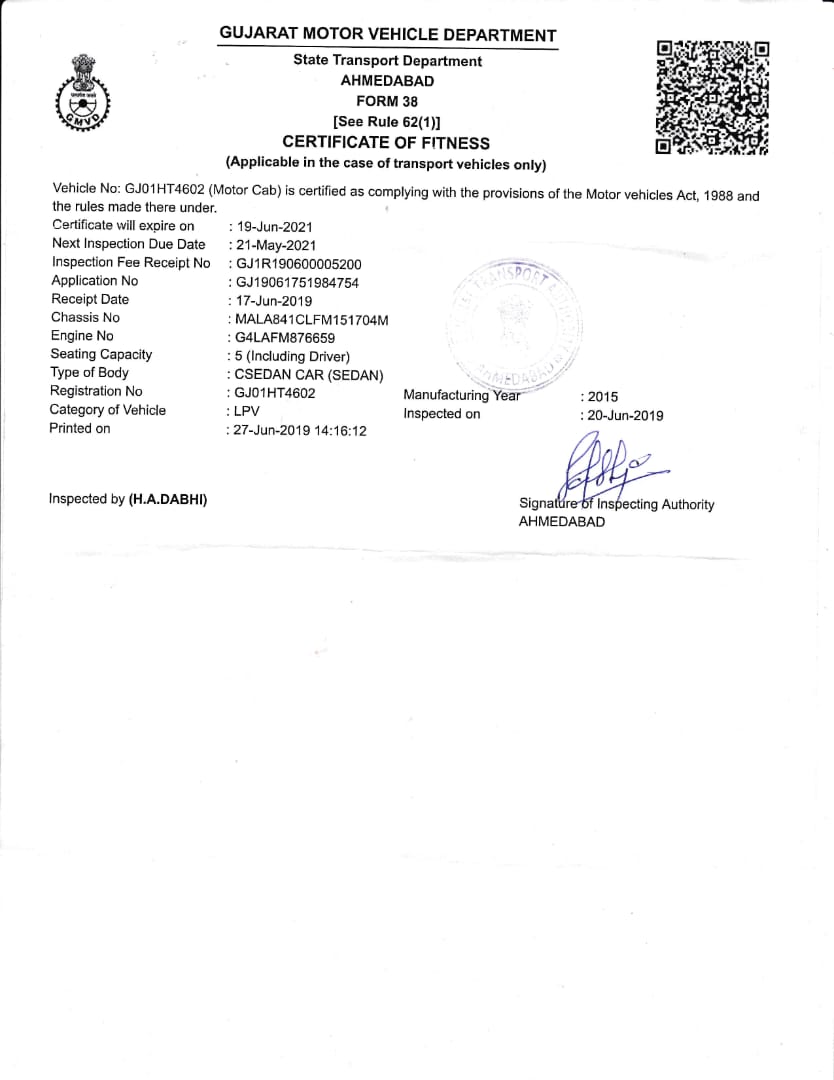 GUJARAT MOTOR VEHICLE DEPARTMENT
State Transport Department
AHMEDABAD
FORM 38
[See Rule 62(1)]
CERTIFICATE OF FITNESS
(Applicable in the case of transport vehicles only)
GMVD
Vehicle No: GJ01HT4602 (Motor Cab) is certified as complying with the provisions of the Motor vehicles Act, 1988 and
the rules made there under.
Certificate will expire on : 19-Jun-2021
Next Inspection Due Date : 21-May-2021
Inspection Fee Receipt No : GJ1R190600005200
Application No : GJ19061751984754
Receipt Date : 17-Jun-2019
Chassis No : MALA841CLFM151704M
Engine No : G4LAFM876659
Seating Capacity : 5 (Including Driver)
Type of Body : CSEDAN CAR (SEDAN)
Registration No : GJ01HT4602 Manufacturing Year : 2015
Category of Vehicle : LPV Inspected on : 20-Jun-2019
Printed on : 27-Jun-2019 14:16:12
TRANSPORT AUTHORITY
AHMEDABAD
Inspected by (H.A.DABHI)
Signature of Inspecting Authority
AHMEDABAD